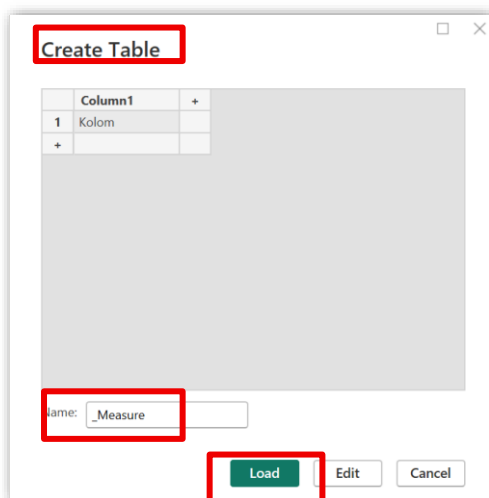 Create Table
Column1 +
1 Kolom
+
Name: _Measure
Load Edit Cancel